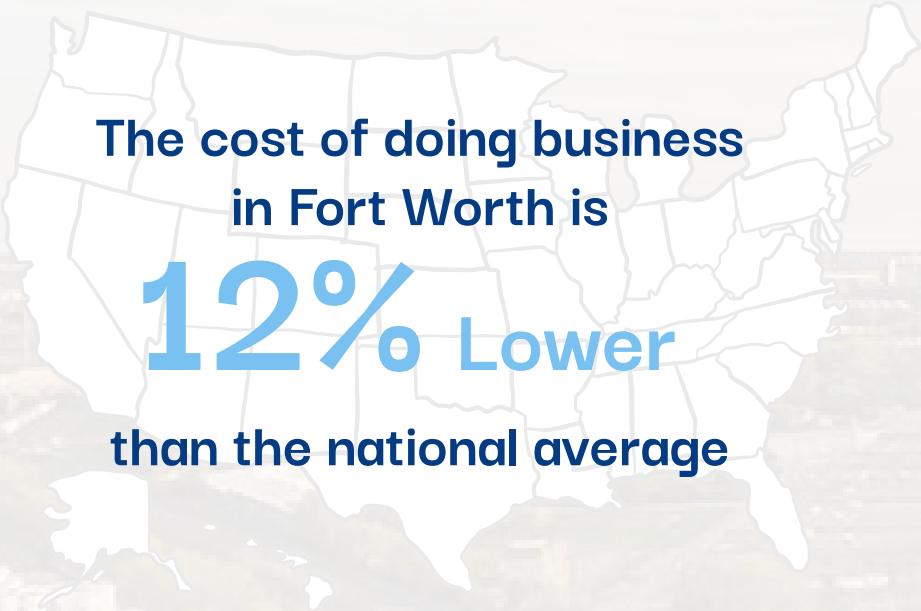 The cost of doing business
in Fort Worth is
12% Lower
than the national average